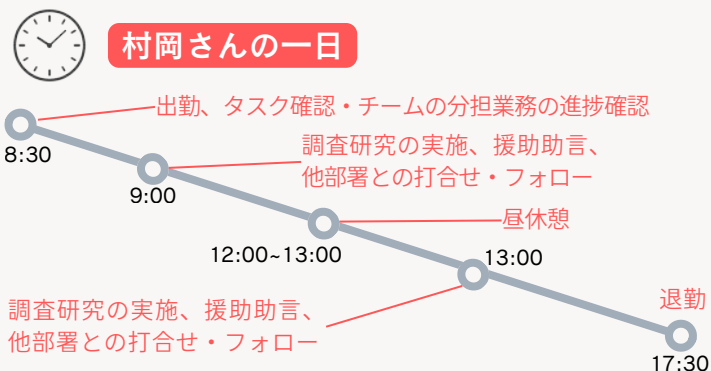 村岡さんの一日
出勤、タスク確認・チームの分担業務の進捗確認
8:30
調査研究の実施、援助助言、
他部署との打合せ・フォロー
9:00
昼休憩
12:00~13:00
13:00
調査研究の実施、援助助言、
他部署との打合せ・フォロー
退勤
17:30